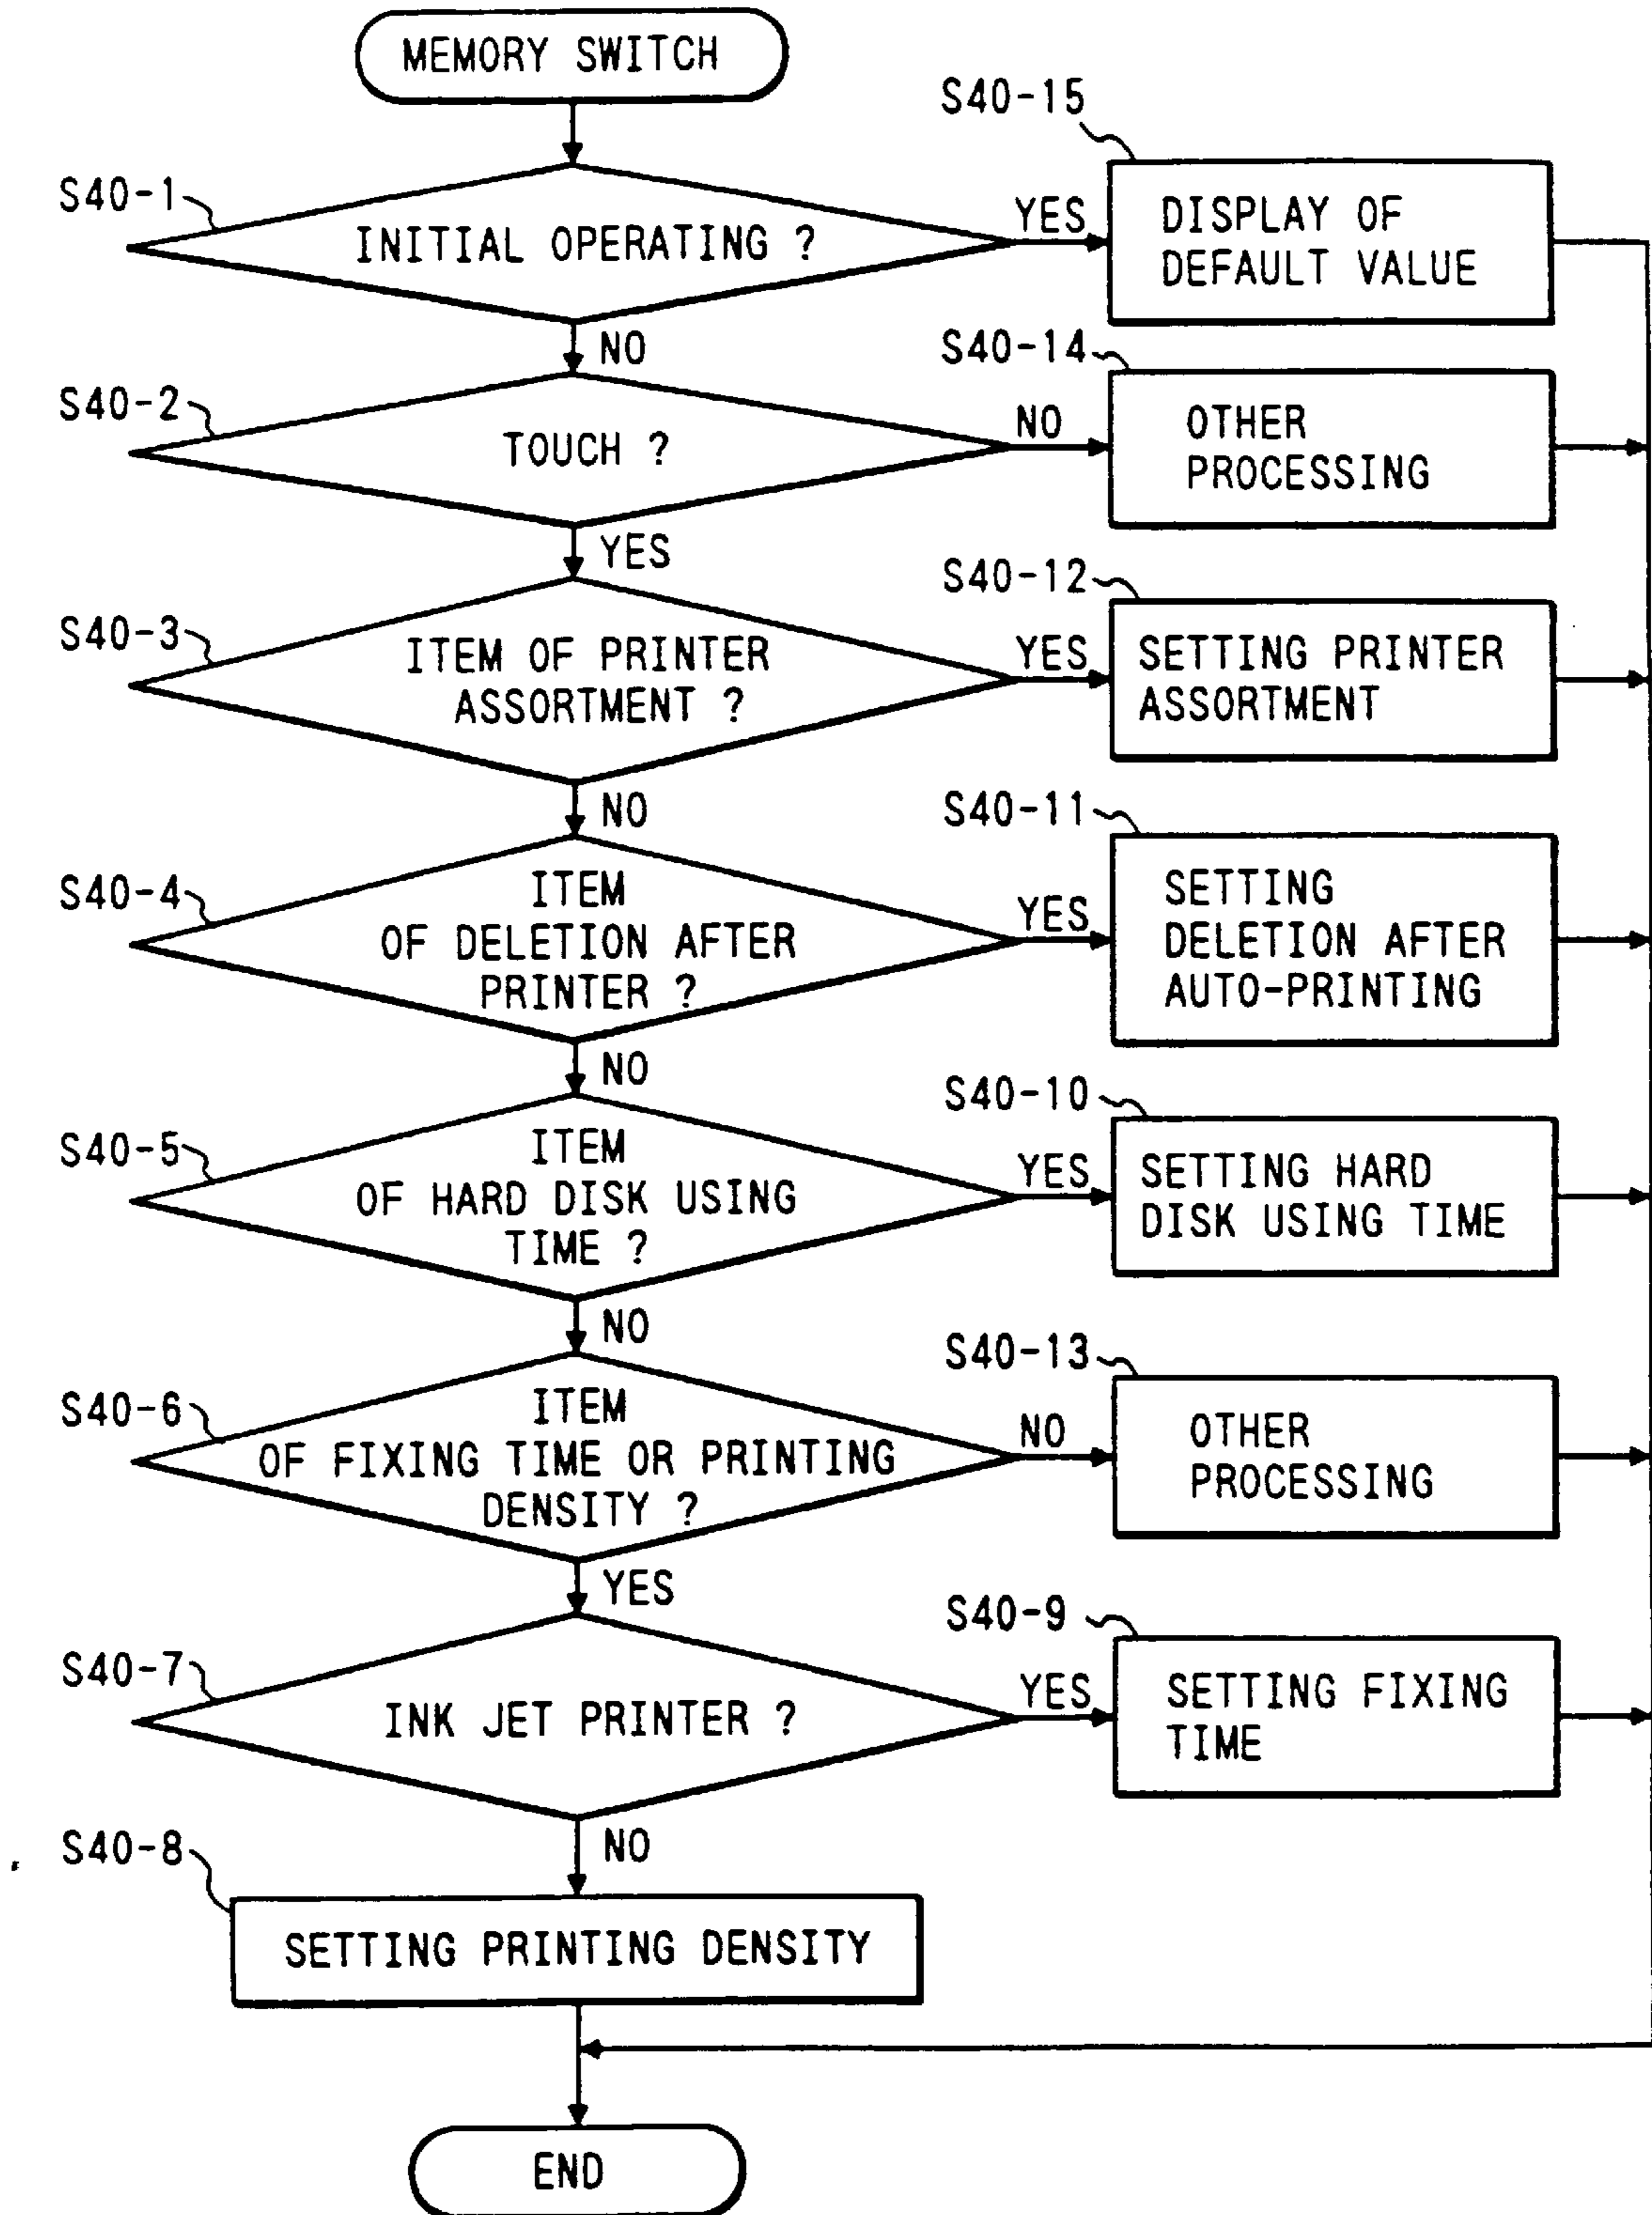 MEMORY SWITCH
S40-15
S40-1
INITIAL OPERATING ?
YES
DISPLAY OF
DEFAULT VALUE
NO
S40-14
S40-2
TOUCH ?
NO
OTHER
PROCESSING
YES
S40-12
S40-3
ITEM OF PRINTER
ASSORTMENT ?
YES
SETTING PRINTER
ASSORTMENT
NO
S40-11
S40-4
ITEM
OF DELETION AFTER
PRINTER ?
YES
SETTING
DELETION AFTER
AUTO-PRINTING
NO
S40-10
S40-5
ITEM
OF HARD DISK USING
TIME ?
YES
SETTING HARD
DISK USING TIME
NO
S40-13
S40-6
ITEM
OF FIXING TIME OR PRINTING
DENSITY ?
NO
OTHER
PROCESSING
YES
S40-9
S40-7
INK JET PRINTER ?
YES
SETTING FIXING
TIME
NO
S40-8
SETTING PRINTING DENSITY
END